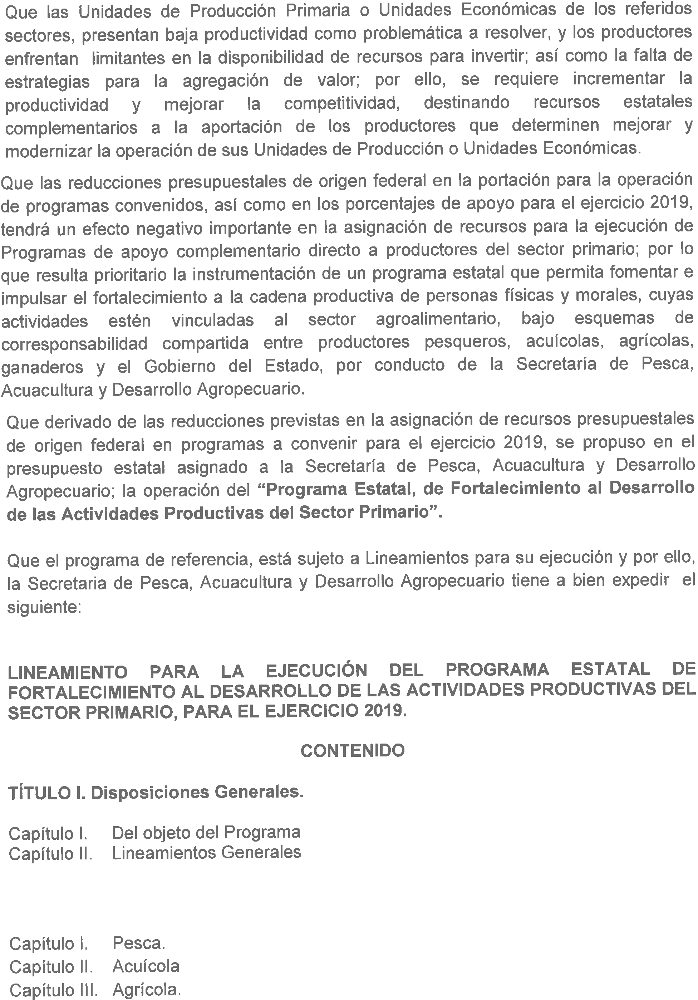 Que las Unidades de Producción Primaria o Unidades Económicas de los referidos
sectores, presentan baja productividad como problemática a resolver, y los productores
enfrentan limitantes en la disponibilidad de recursos para invertir; así como la falta de
estrategias para la agregación de valor; por ello, se requiere incrementar la
productividad y mejorar la competitividad, destinando recursos estatales
complementarios a la aportación de los productores que determinen mejorar y
modernizar la operación de sus Unidades de Producción o Unidades Económicas.
Que las reducciones presupuestales de origen federal en la portación para la operación
de programas convenidos, así como en los porcentajes de apoyo para el ejercicio 2019,
tendrá un efecto negativo importante en la asignación de recursos para la ejecución de
Programas de apoyo complementario directo a productores del sector primario; por lo
que resulta prioritario la instrumentación de un programa estatal que permita fomentar e
impulsar el fortalecimiento a la cadena productiva de personas físicas y morales, cuyas
actividades estén vinculadas al sector agroalimentario, bajo esquemas de
corresponsabilidad compartida entre productores pesqueros, acuícolas, agrícolas,
ganaderos y el Gobierno del Estado, por conducto de la Secretaría de Pesca,
Acuacultura y Desarrollo Agropecuario.
Que derivado de las reducciones previstas en la asignación de recursos presupuestales
de origen federal en programas a convenir para el ejercicio 2019, se propuso en el
presupuesto estatal asignado a la Secretaría de Pesca, Acuacultura y Desarrollo
Agropecuario; la operación del “Programa Estatal, de Fortalecimiento al Desarrollo
de las Actividades Productivas del Sector Primario”.
Que el programa de referencia, está sujeto a Lineamientos para su ejecución y por ello,
la Secretaria de Pesca, Acuacultura y Desarrollo Agropecuario tiene a bien expedir el
siguiente:
LINEAMIENTO PARA LA EJECUCIÓN DEL PROGRAMA ESTATAL DE
FORTALECIMIENTO AL DESARROLLO DE LAS ACTIVIDADES PRODUCTIVAS DEL
SECTOR PRIMARIO, PARA EL EJERCICIO 2019.
CONTENIDO
TÍTULO I. Disposiciones Generales.
Capítulo I. Del objeto del Programa
Capítulo II. Lineamientos Generales
Capítulo I. Pesca.
Capítulo II. Acuícola
Capítulo III. Agrícola.